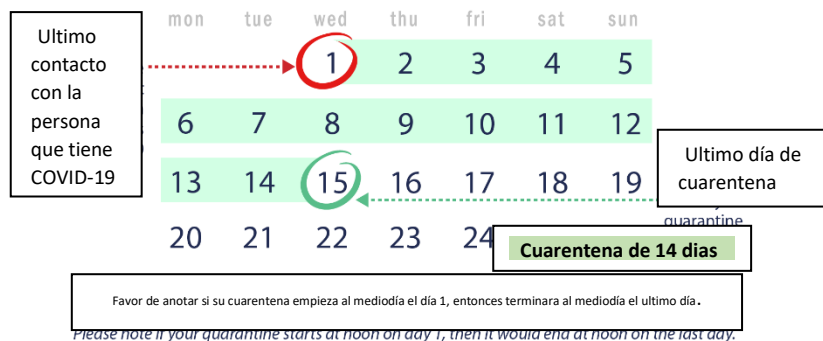 mon tue wed thu fri sat sun
Ultimo
contacto
con la
persona
que tiene
COVID-19
1 2 3 4 5
6 7 8 9 10 11 12
13 14 15 16 17 18 19
Ultimo día de
cuarentena
quarantine
20 21 22 23 24
Cuarentena de 14 dias
Favor de anotar si su cuarentena empieza al mediodía el día 1, entonces terminara al mediodía el ultimo día.
Please note if your quarantine starts at noon on day 1, then it would end at noon on the last day.